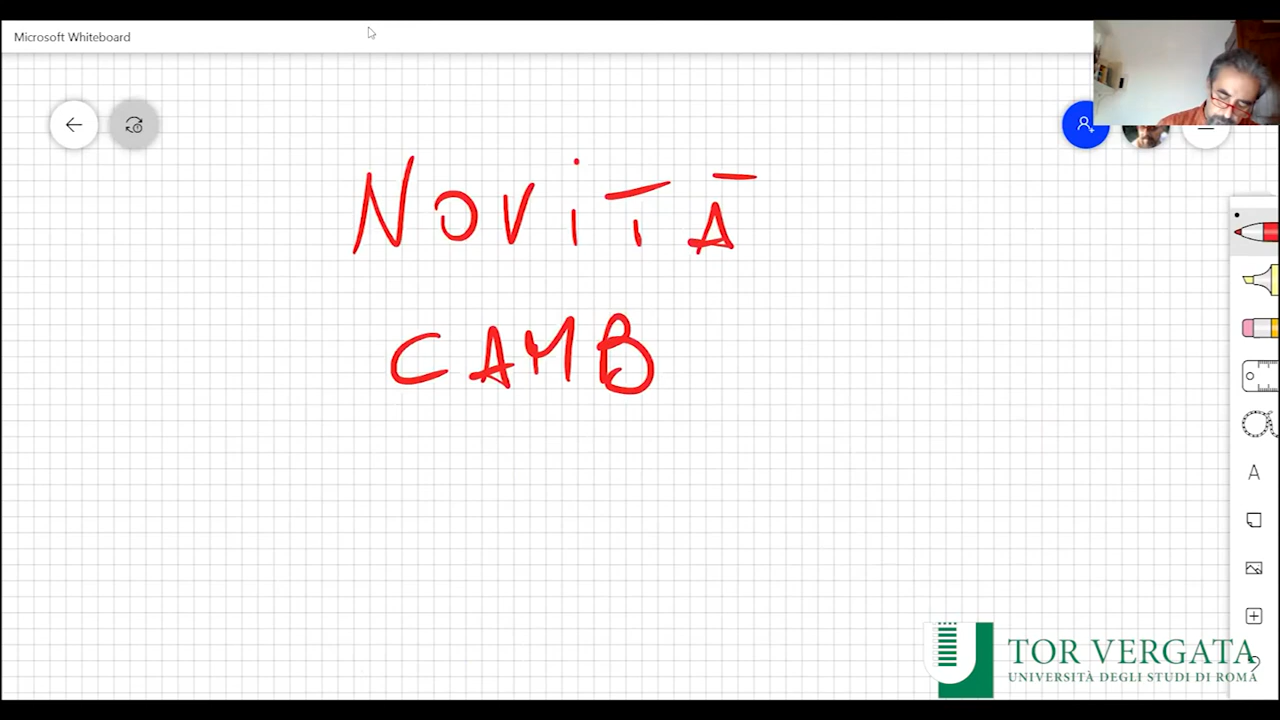 Microsoft Whiteboard
NOViTĀ
CAMB
A
TOR VERGATA
UNIVERSITÀ DEGLI STUDI DI ROMA